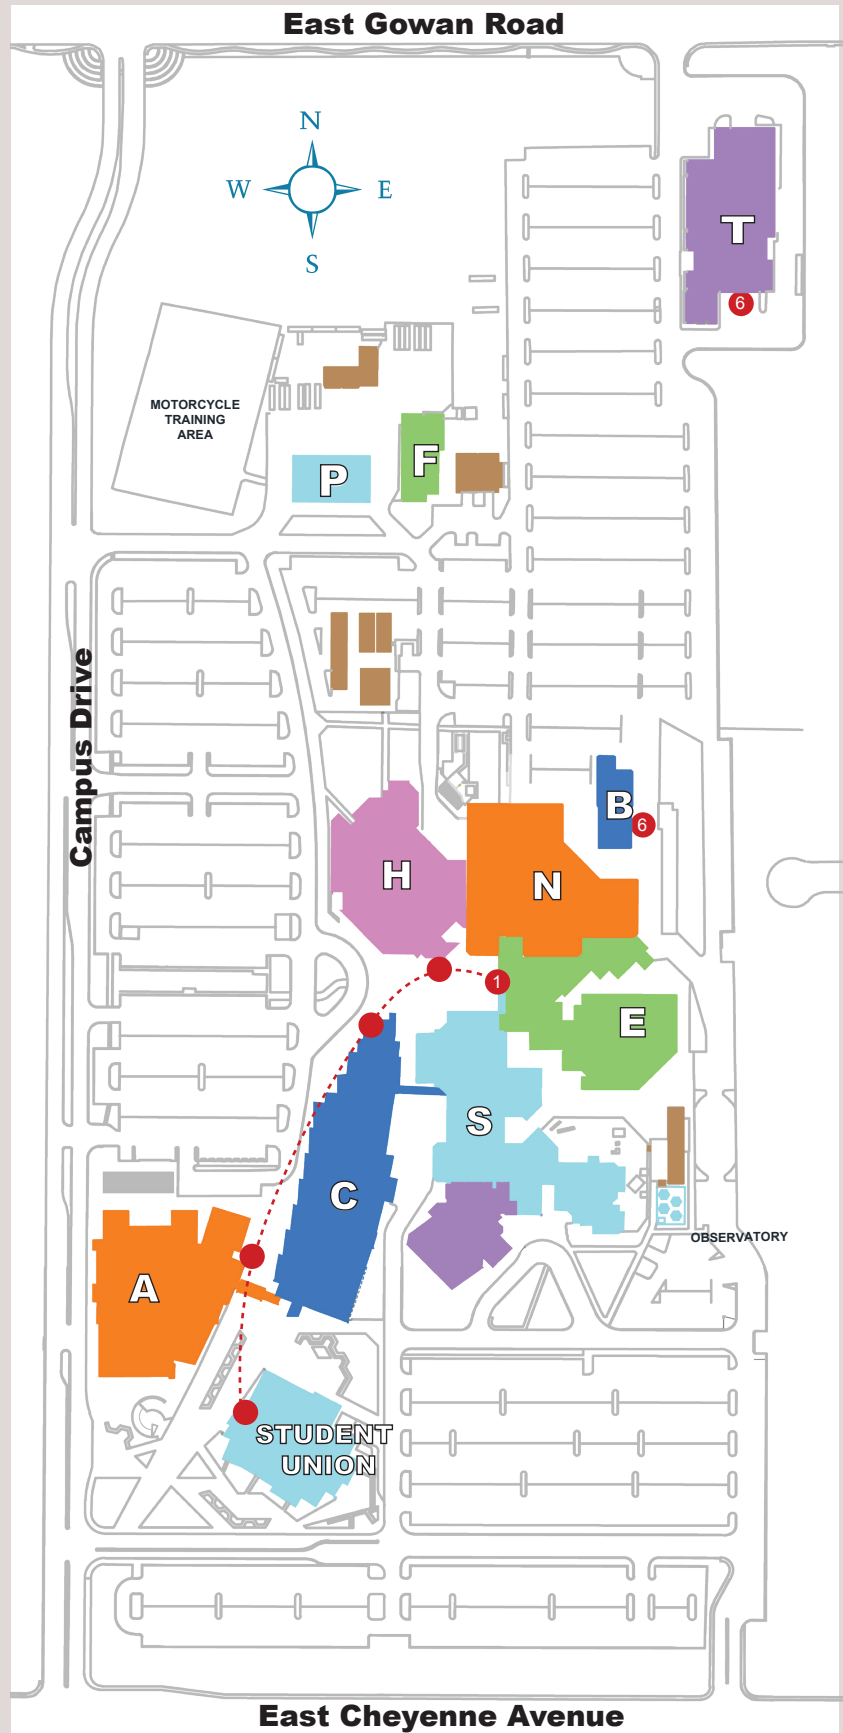 East Gowan Road
N
W
E
S
T
6
MOTORCYCLE
TRAINING
AREA
P
F
Campus Drive
B
6
H
N
1
E
S
C
OBSERVATORY
A
STUDENT
UNION
East Cheyenne Avenue